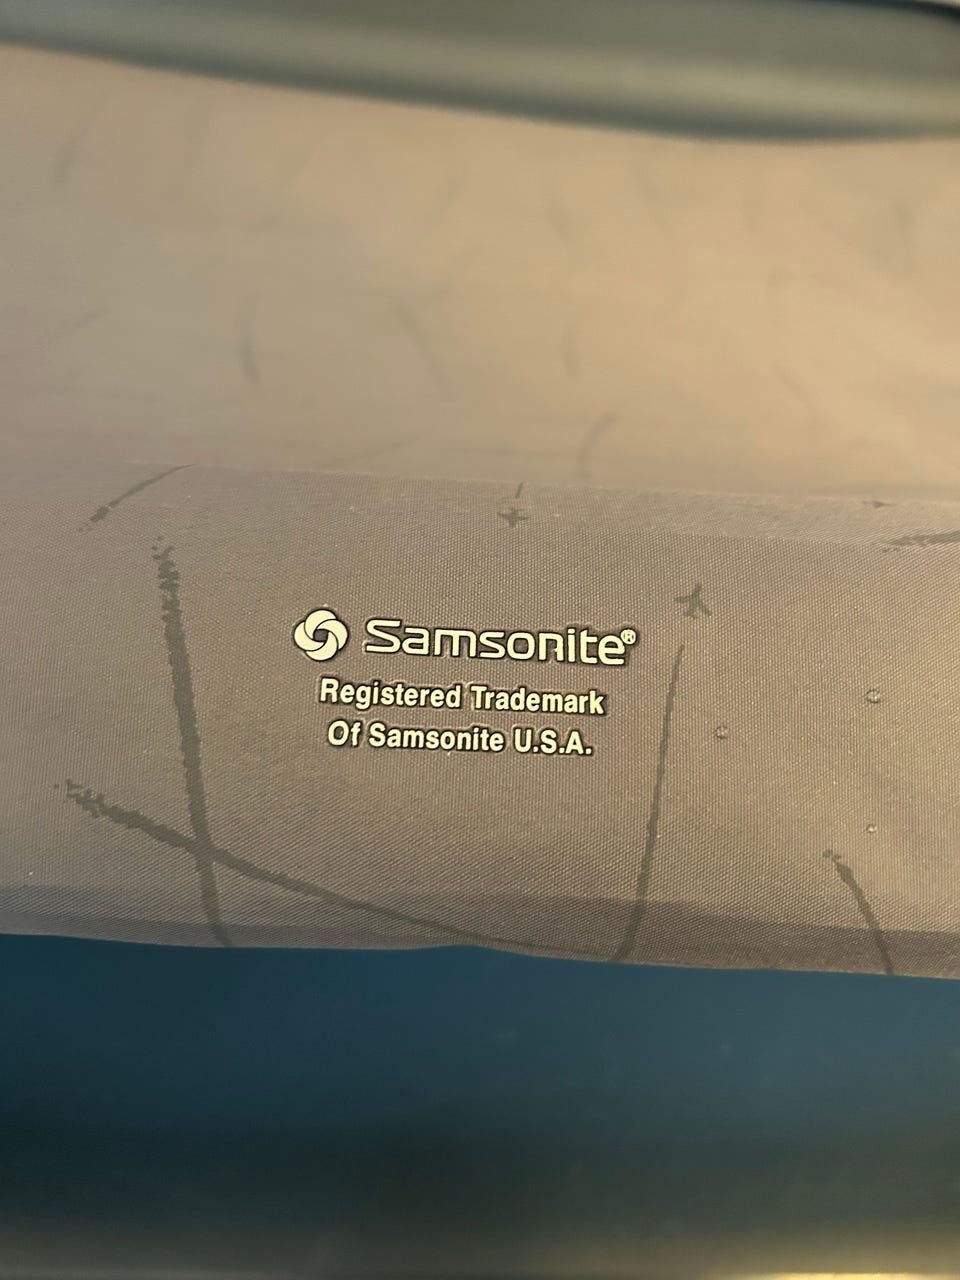 Samsonite®
Registered Trademark
Of Samsonite U.S.A.